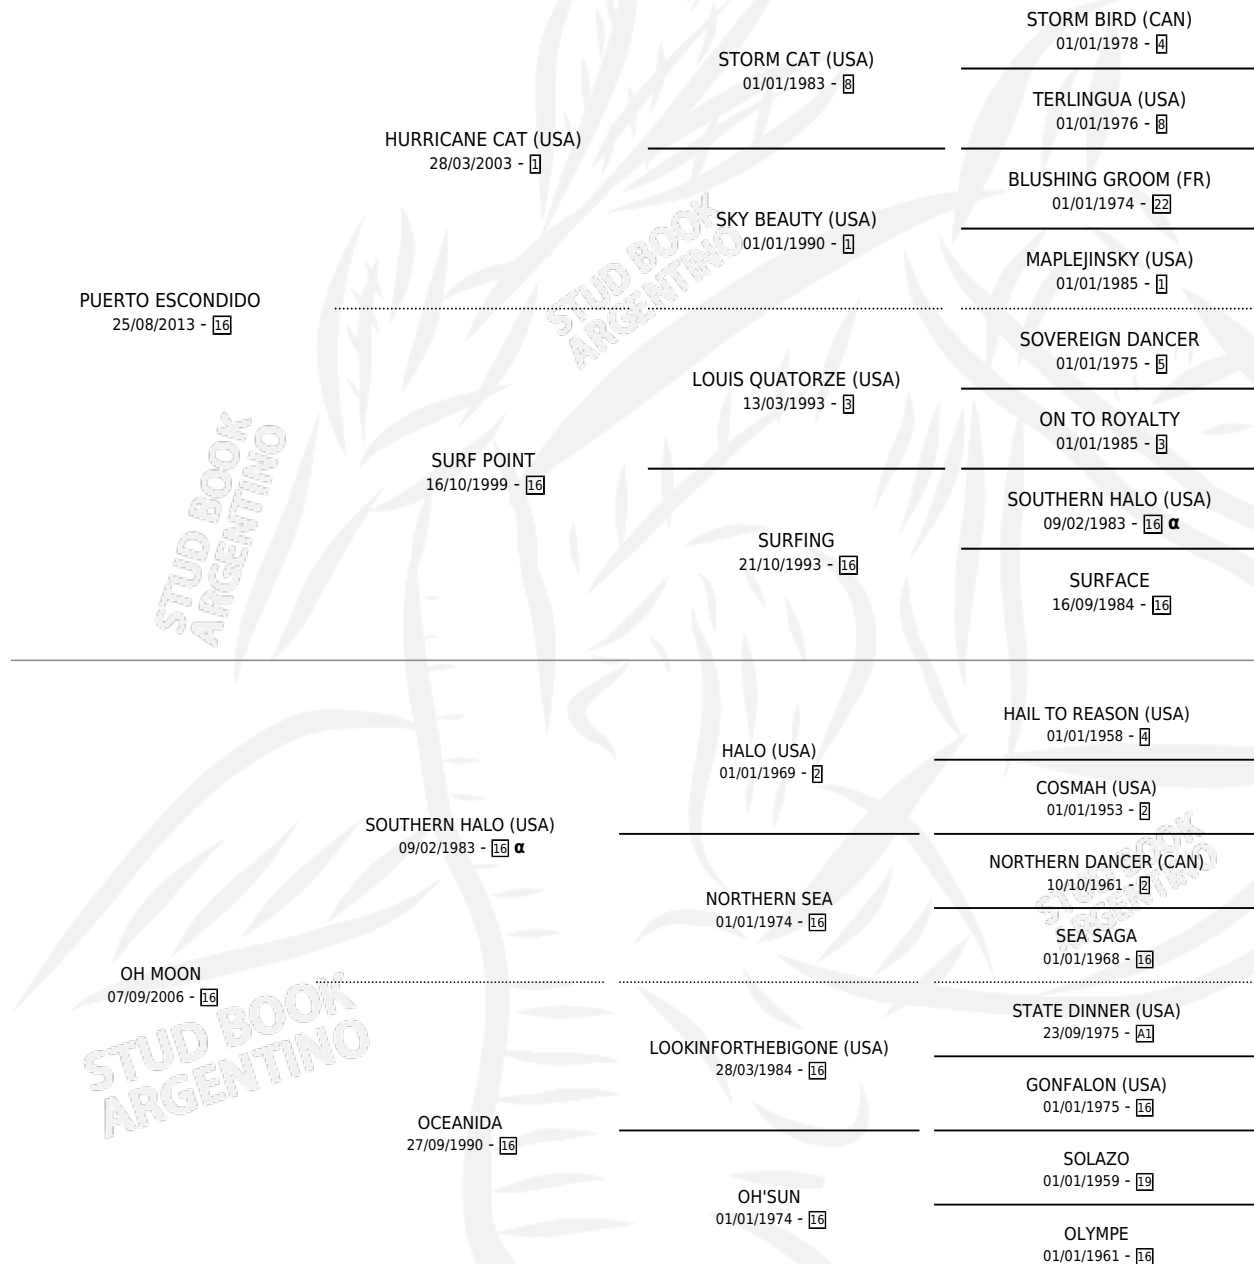 STORM BIRD (CAN)
01/01/1978 - 4
STORM CAT (USA)
01/01/1983 - 8
TERLINGUA (USA)
01/01/1976 - 8
HURRICANE CAT (USA)
28/03/2003 - 1
BLUSHING GROOM (FR)
01/01/1974 - 22
SKY BEAUTY (USA)
01/01/1990 - 1
MAPLEJINSKY (USA)
01/01/1985 - 1
PUERTO ESCONDIDO
25/08/2013 - 16
SOVEREIGN DANCER
01/01/1975 - 5
LOUIS QUATORZE (USA)
13/03/1993 - 3
ON TO ROYALTY
01/01/1985 - 3
SURF POINT
16/10/1999 - 16
SOUTHERN HALO (USA)
09/02/1983 - 16 α
SURFING
21/10/1993 - 16
SURFACE
16/09/1984 - 16
STUD BOOK
ARGENTINO
STUD BOOK
ARGENTINO
HAIL TO REASON (USA)
01/01/1958 - 4
HALO (USA)
01/01/1969 - 2
COSMAH (USA)
01/01/1953 - 2
SOUTHERN HALO (USA)
09/02/1983 - 16 α
NORTHERN DANCER (CAN)
10/10/1961 - 2
NORTHERN SEA
01/01/1974 - 16
SEA SAGA
01/01/1968 - 16
OH MOON
07/09/2006 - 16
STATE DINNER (USA)
23/09/1975 - A1
LOOKINFORTHEBIGONE (USA)
28/03/1984 - 16
GONFALON (USA)
01/01/1975 - 16
OCEANIDA
27/09/1990 - 16
SOLAZO
01/01/1959 - 19
OH'SUN
01/01/1974 - 16
OLYMPE
01/01/1961 - 16
STUD BOOK
ARGENTINO
STUD BOOK
ARGENTINO